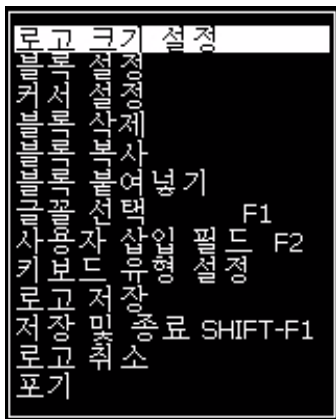 로고 크기 설정
블록 설정
커서 설정
블록 삭제
블록 복사
블록 붙여넣기
글꼴 선택 F1
사용자 삽입 필드 F2
키보드 유형 설정
로고 저장
저장 및 종료 SHIFT-F1
로고 취소
포기